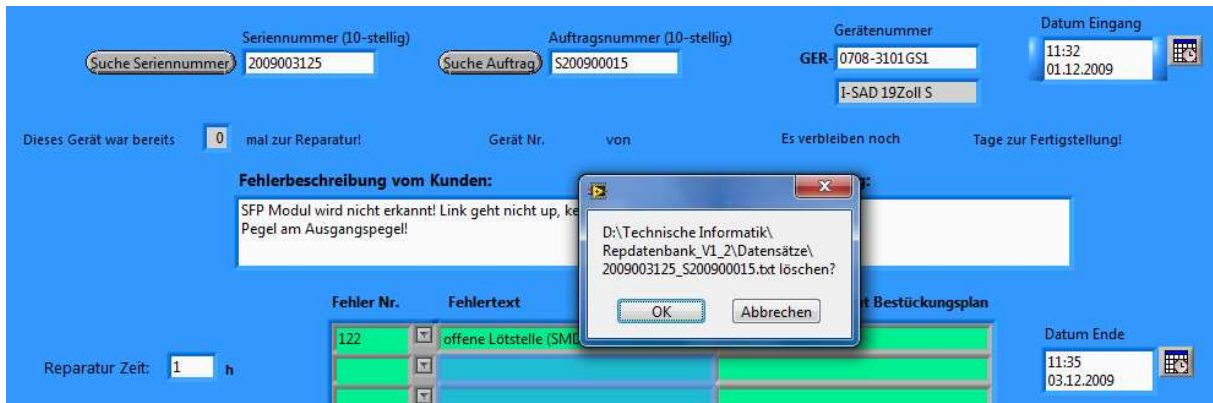 Seriennummer (10-stellig) Auftragsnummer (10-stellig) Gerätenummer Datum Eingang
Suche Seriennummer 2009003125 Suche Auftrag S200900015 GER- 0708-3101GS1 11:32
01.12.2009
I-SAD 19Zoll S
Dieses Gerät war bereits 0 mal zur Reparatur! Gerät Nr. von Es verbleiben noch Tage zur Fertigstellung!
Fehlerbeschreibung vom Kunden:
SFP Modul wird nicht erkannt! Link geht nicht up,
Pegel am Ausgangspegel!
D:\Technische Informatik\
Repdatenbank_V1_2\Datensätze\
2009003125_S200900015.txt löschen?
OK Abbrechen
Fehler Nr. Fehlertext Bestückungsplan
122 offene Lötstelle
Datum Ende
Reparatur Zeit: 1 h 11:35
03.12.2009